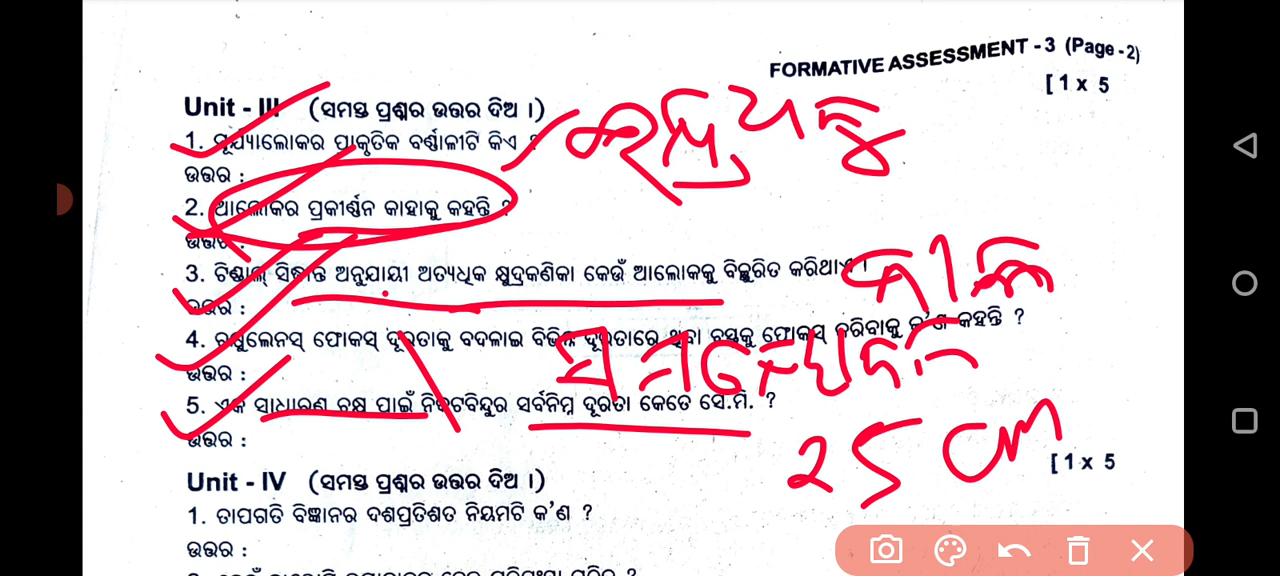 FORMATIVE ASSESSMENT - 3 (Page - 2)
[ 1 x 5
Unit - III (ସମସ୍ତ ପ୍ରଶ୍ନର ଉତ୍ତର ଦିଅ ।)
1. ସୂର୍ଯ୍ୟାଲୋକର ପ୍ରାକୃତିକ ବର୍ଣ୍ଣାଳୀଟି କିଏ ?
ଇନ୍ଦ୍ରଧନୁ
ଉତ୍ତର :
2. ଆଲୋକର ପ୍ରକୀର୍ଣ୍ଣନ କାହାକୁ କହନ୍ତି ?
ଉତ୍ତର :
3. ଟିଣ୍ଡାଲ୍ ସିଦ୍ଧାନ୍ତ ଅନୁଯାୟୀ ଅତ୍ୟଧିକ କ୍ଷୁଦ୍ରକଣିକା କେଉଁ ଆଲୋକକୁ ବିଚ୍ଛୁରିତ କରିଥାଏ ।
ଉତ୍ତର :
4. ଚକ୍ଷୁଲେନସ୍ ଫୋକସ୍ ଦୂରତାକୁ ବଦଳାଇ ବିଭିନ୍ନ ଦୂରତାରେ ଥିବା ବସ୍ତୁକୁ ଫୋକସ୍ କରିବାକୁ କ'ଣ କହନ୍ତି ?
ଉତ୍ତର :
5. ଏକ ସାଧାରଣ ଚକ୍ଷୁ ପାଇଁ ନିକଟବିନ୍ଦୁର ସର୍ବନିମ୍ନ ଦୂରତା କେତେ ସେ.ମି. ?
25 cm
ଉତ୍ତର :
[ 1 x 5
Unit - IV (ସମସ୍ତ ପ୍ରଶ୍ନର ଉତ୍ତର ଦିଅ ।)
1. ତାପଗତି ବିଜ୍ଞାନର ଦଶପ୍ରତିଶତ ନିୟମଟି କ'ଣ ?
ଉତ୍ତର :